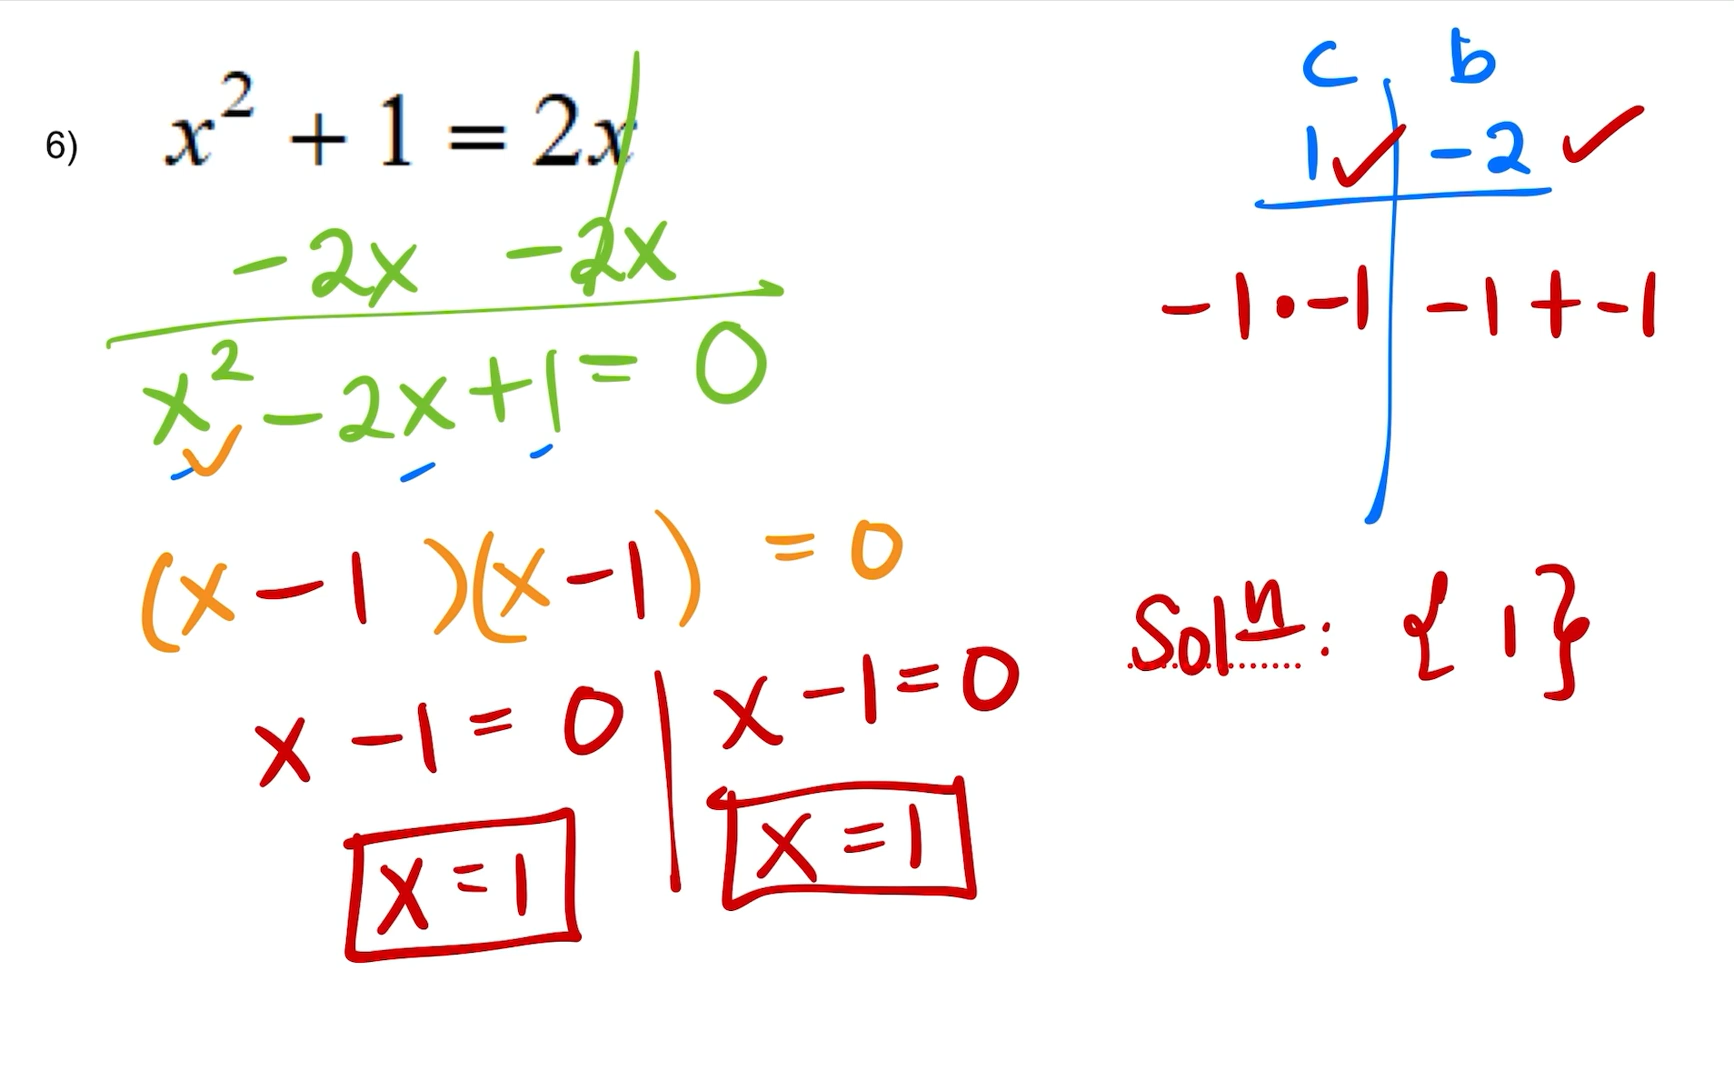 6) x² + 1 = 2x
-2x -2x
x² - 2x + 1 = 0
(x - 1)(x - 1) = 0
x - 1 = 0 | x - 1 = 0
x = 1 x = 1
c b
1 ✓ -2 ✓
-1 • -1 -1 + -1
Solⁿ: {1}